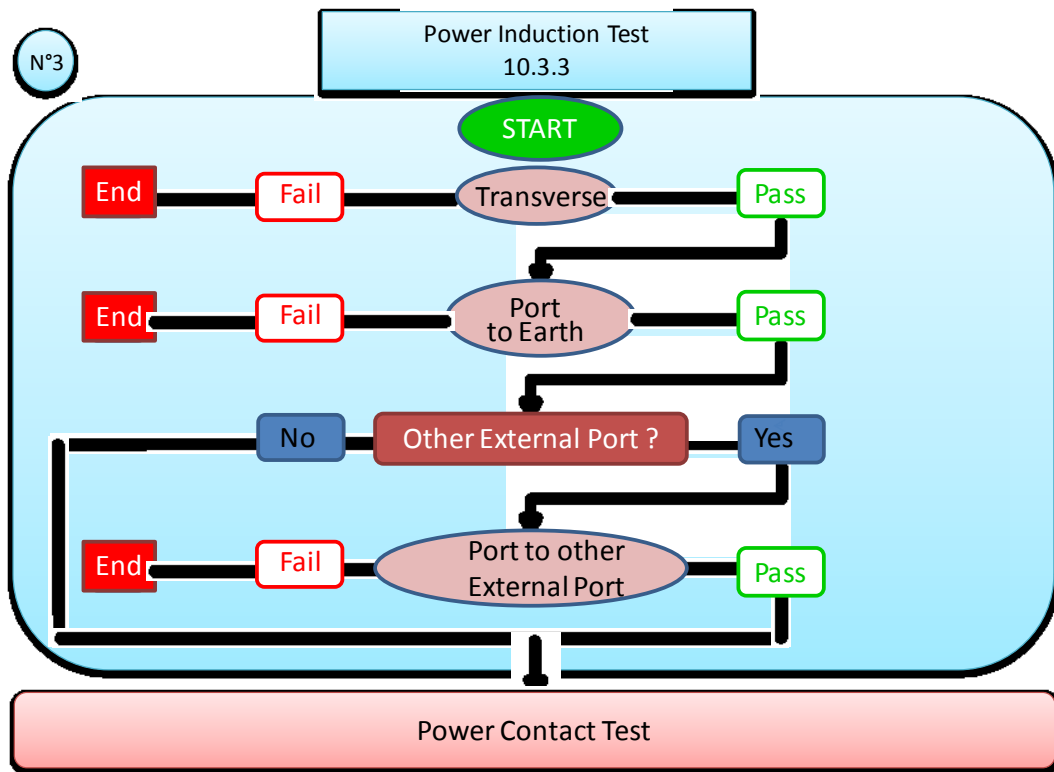 Power Induction Test
10.3.3
N°3
START
End
Fail
Transverse
Pass
End
Fail
Port
to Earth
Pass
No
Other External Port ?
Yes
End
Fail
Port to other
External Port
Pass
Power Contact Test